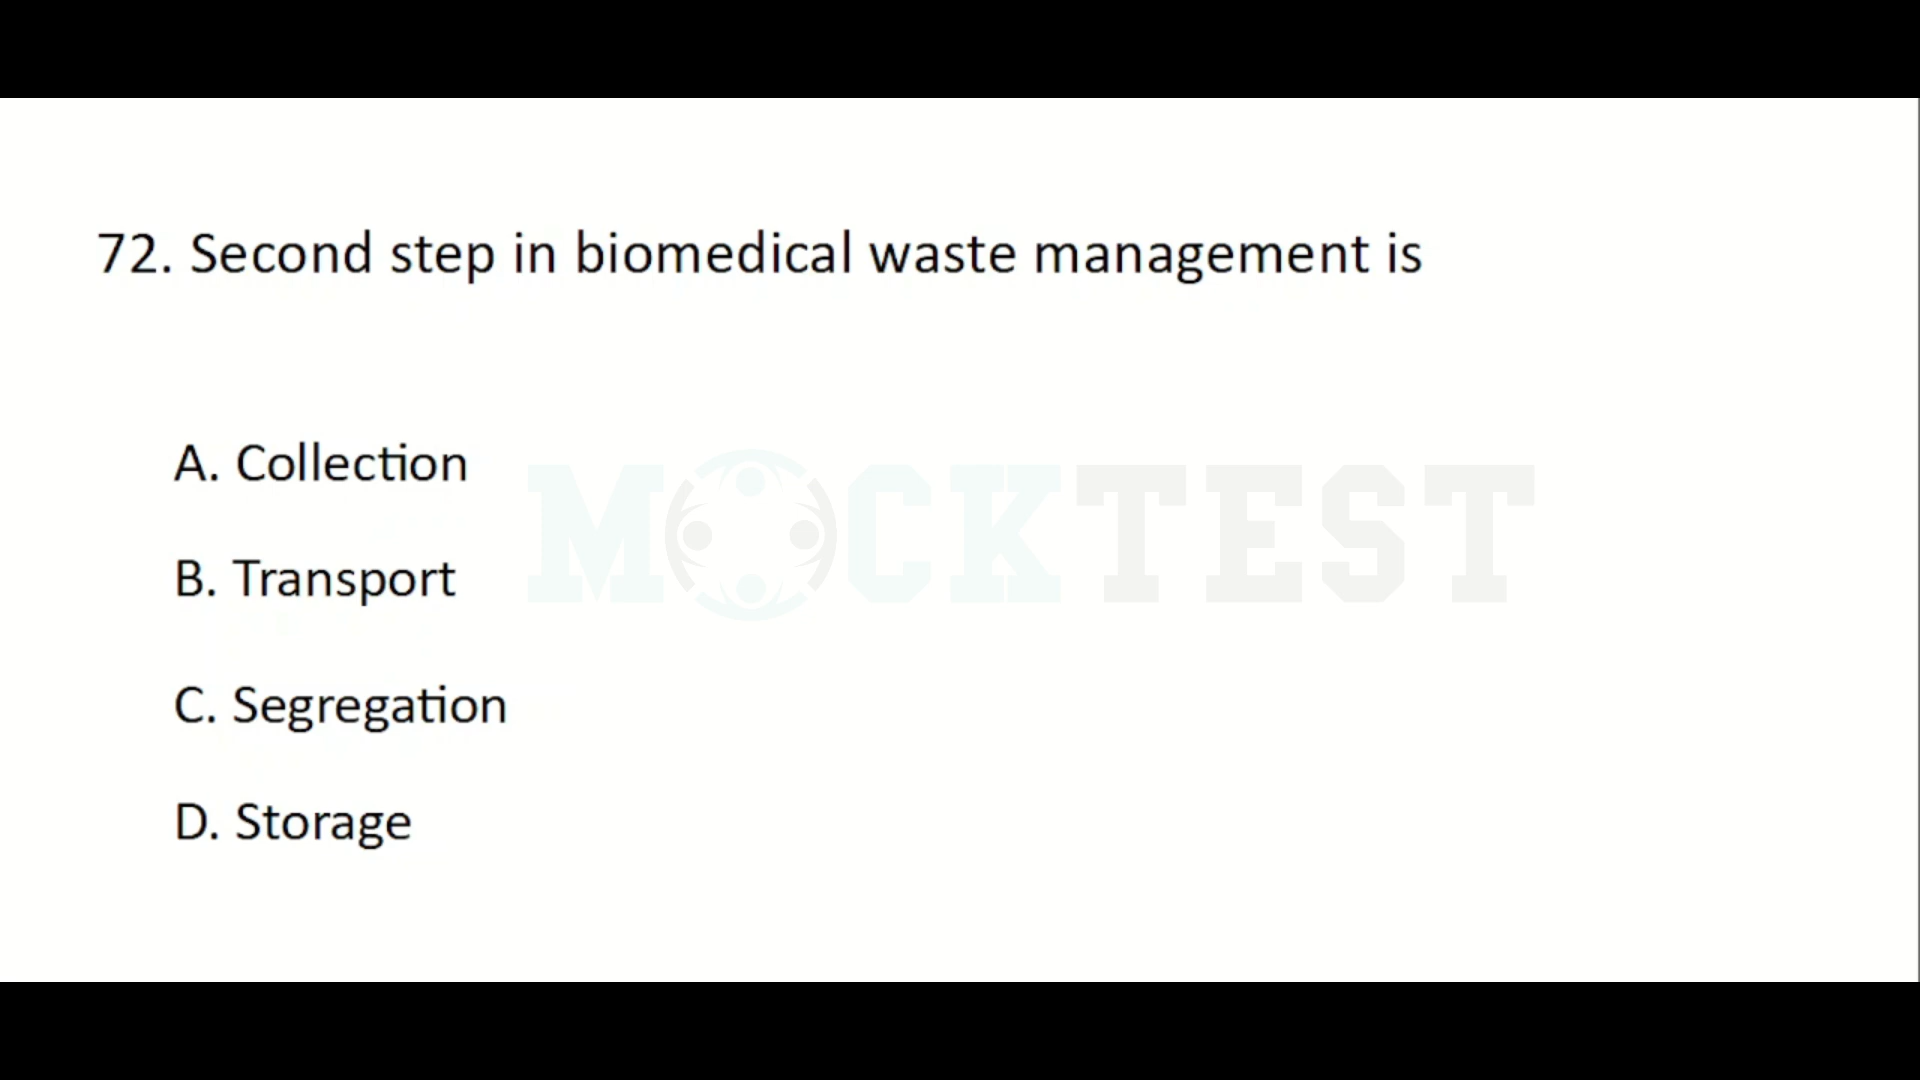 72. Second step in biomedical waste management is
A. Collection
MOCKTEST
B. Transport
C. Segregation
D. Storage